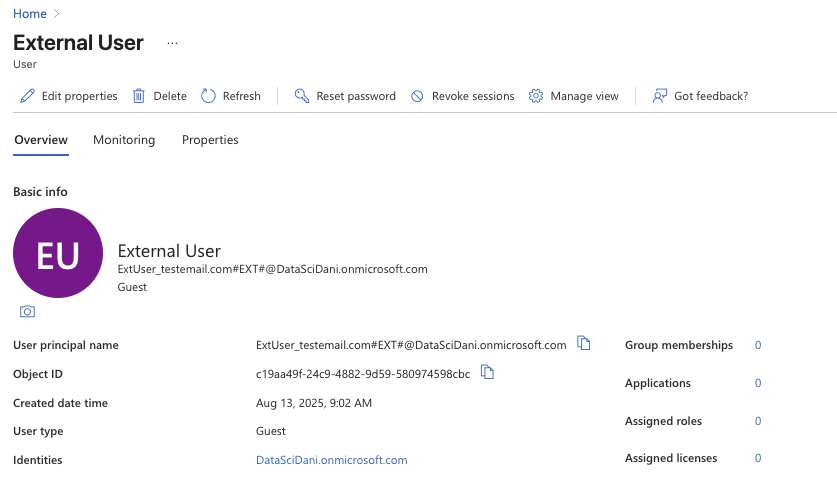 Home
External User ...
User
Edit properties Delete Refresh Reset password Revoke sessions Manage view Got feedback?
Overview Monitoring Properties
Basic info
EU
External User
ExtUser_testemail.com#EXT#@DataSciDani.onmicrosoft.com
Guest
User principal name ExtUser_testemail.com#EXT#@DataSciDani.onmicrosoft.com Group memberships 0
Object ID c19aa49f-24c9-4882-9d59-580974598cbc
Applications 0
Created date time Aug 13, 2025, 9:02 AM
Assigned roles 0
User type Guest
Identities DataSciDani.onmicrosoft.com Assigned licenses 0